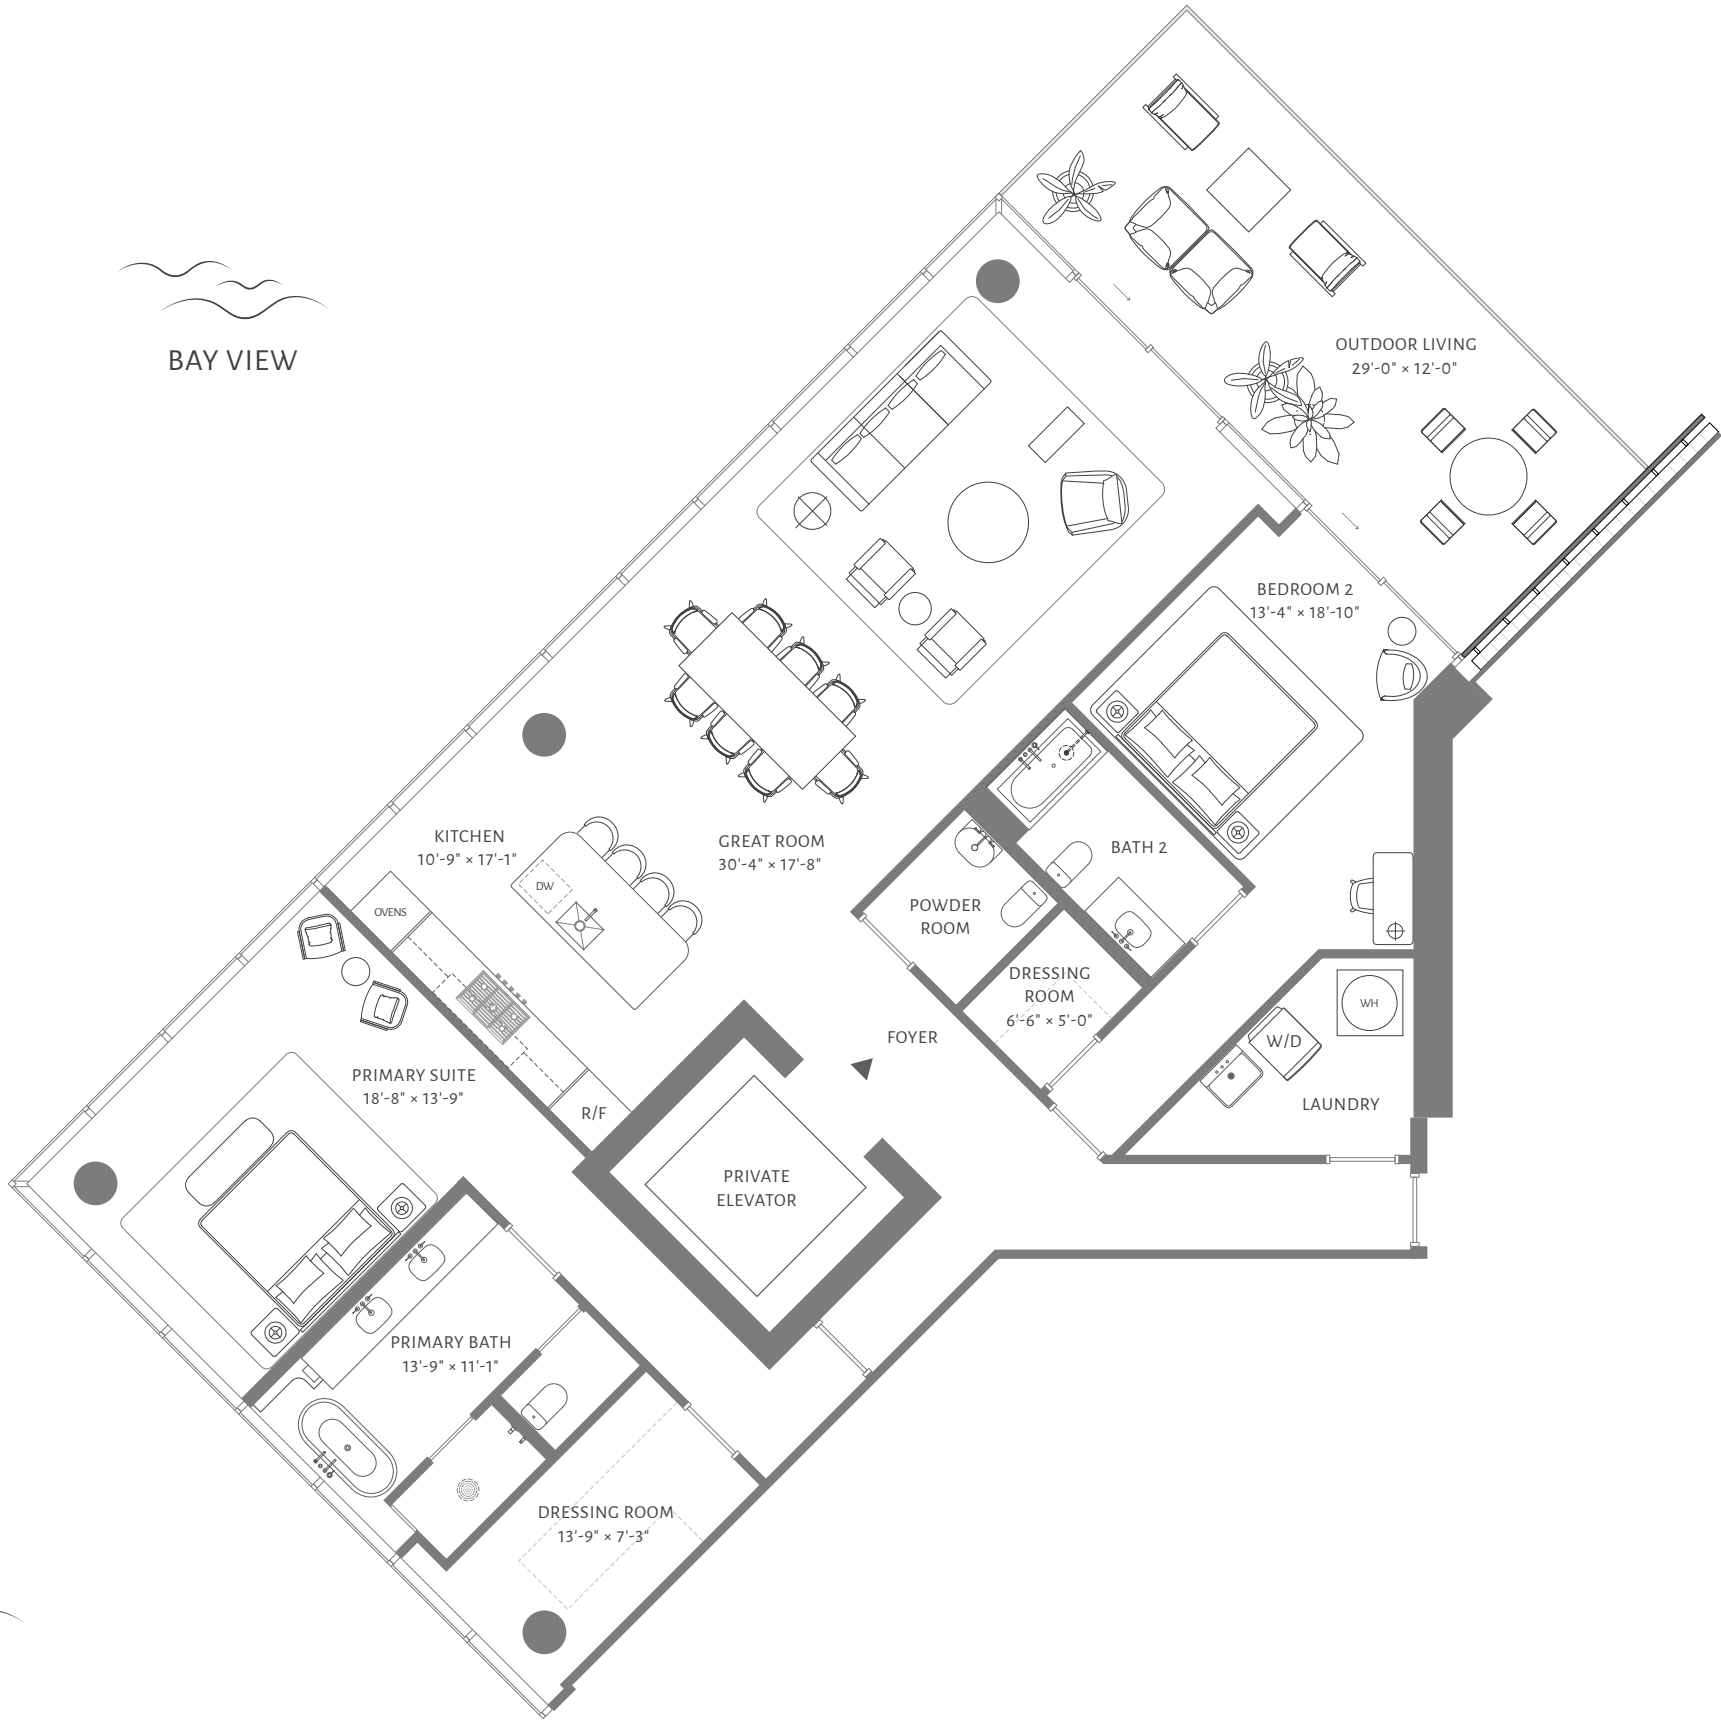 BAY VIEW
OUTDOOR LIVING
29'-0" × 12'-0"
BEDROOM 2
13'-4" × 18'-10"
KITCHEN
10'-9" × 17'-1"
GREAT ROOM
30'-4" × 17'-8"
BATH 2
DW
OVENS
POWDER
ROOM
DRESSING
ROOM
6'-6" × 5'-0"
WH
FOYER
W/D
PRIMARY SUITE
18'-8" × 13'-9"
R/F
LAUNDRY
PRIVATE
ELEVATOR
PRIMARY BATH
13'-9" × 11'-1"
DRESSING ROOM
13'-9" × 7'-3"